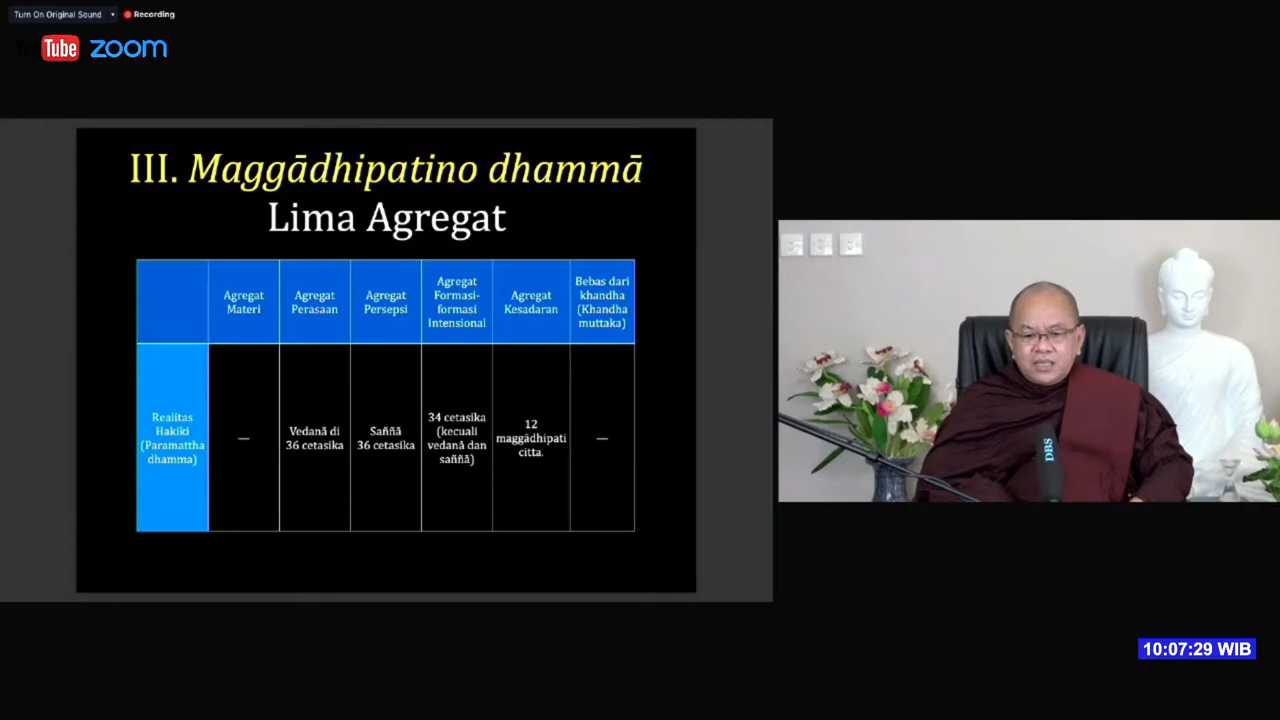 Turn On Original Sound
Recording
YouTube zoom
III. Maggādhipatino dhammā
Lima Agregat
Agregat
Materi
Agregat
Perasaan
Agregat
Persepsi
Agregat
Formasi-
formasi
Intensional
Agregat
Kesadaran
Bebas dari
khandha
(Khandha
muttaka)
Realitas
Hakiki
(Paramattha
dhamma)
—
Vedanā di
36 cetasika
Saññā
36 cetasika
34 cetasika
(kecuali
vedanā dan
saññā)
12
maggādhipati
citta.
—
DBS
10:07:29 WIB